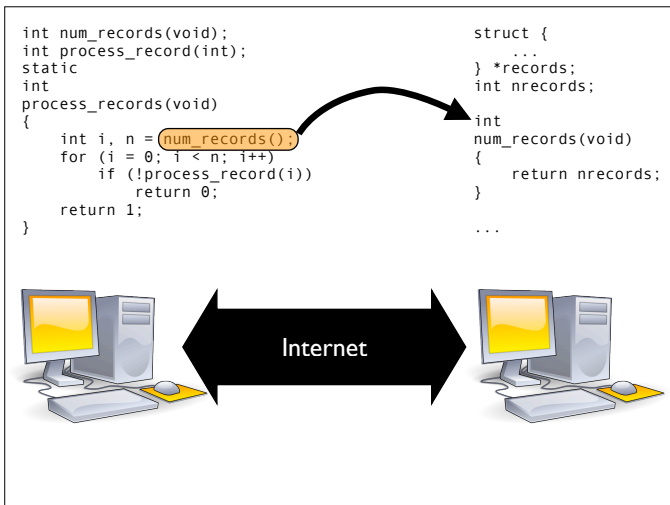 int num_records(void);
int process_record(int);
static
int
process_records(void)
{
    int i, n = num_records();
    for (i = 0; i < n; i++)
        if (!process_record(i))
            return 0;
    return 1;
}
struct {
    ...
} *records;
int nrecords;

int
num_records(void)
{
    return nrecords;
}

...
Internet